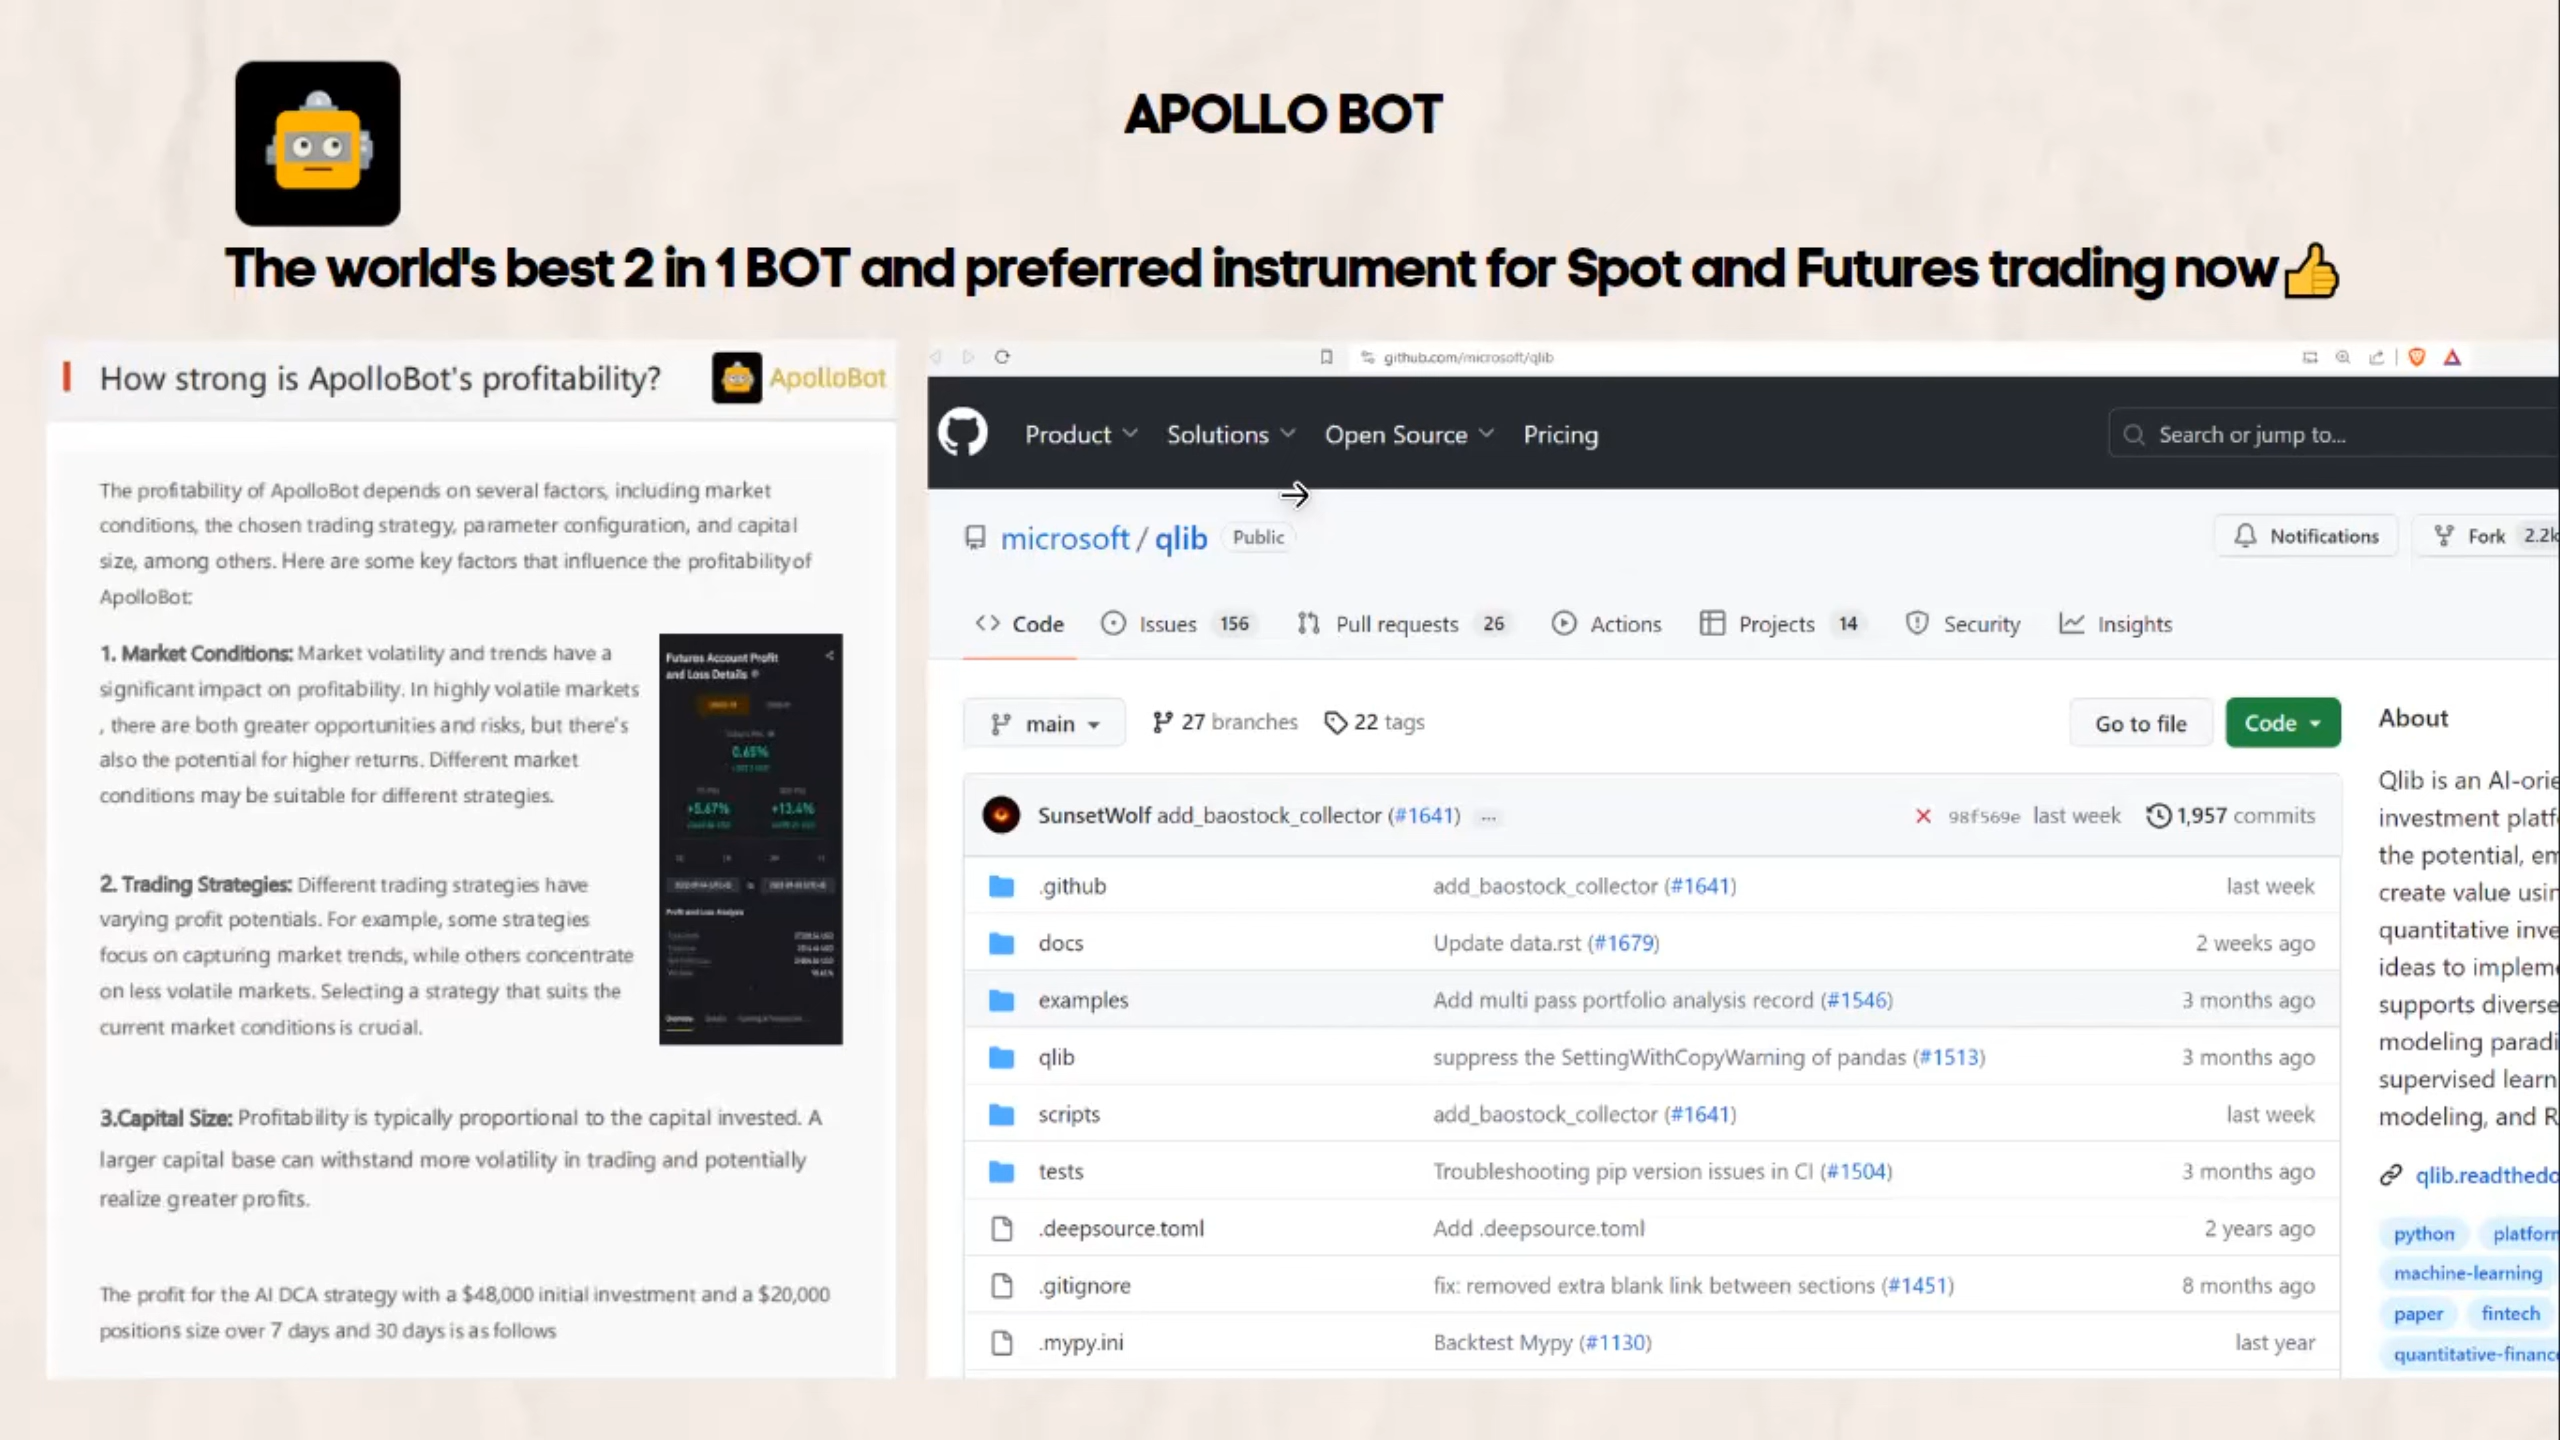 APOLLO BOT
The world's best 2 in 1 BOT and preferred instrument for Spot and Futures trading now👍
How strong is ApolloBot's profitability?
ApolloBot
The profitability of ApolloBot depends on several factors, including market
conditions, the chosen trading strategy, parameter configuration, and capital
size, among others. Here are some key factors that influence the profitability of
ApolloBot:
1. Market Conditions: Market volatility and trends have a
significant impact on profitability. In highly volatile markets
, there are both greater opportunities and risks, but there's
also the potential for higher returns. Different market
conditions may be suitable for different strategies.
2. Trading Strategies: Different trading strategies have
varying profit potentials. For example, some strategies
focus on capturing market trends, while others concentrate
on less volatile markets. Selecting a strategy that suits the
current market conditions is crucial.
3.Capital Size: Profitability is typically proportional to the capital invested. A
larger capital base can withstand more volatility in trading and potentially
realize greater profits.
The profit for the AI DCA strategy with a $48,000 initial investment and a $20,000
positions size over 7 days and 30 days is as follows
Futures Account Profit
and Loss Details
0.65%
+5.67% +13.4%
Profit and Loss Analysis
github.com/microsoft/qlib
Product Solutions Open Source Pricing
Search or jump to...
microsoft / qlib Public
Notifications Fork 2.2k
Code Issues 156 Pull requests 26 Actions Projects 14 Security Insights
main 27 branches 22 tags Go to file Code
SunsetWolf add_baostock_collector (#1641) ... 98f569e last week 1,957 commits
.github add_baostock_collector (#1641) last week
docs Update data.rst (#1679) 2 weeks ago
examples Add multi pass portfolio analysis record (#1546) 3 months ago
qlib suppress the SettingWithCopyWarning of pandas (#1513) 3 months ago
scripts add_baostock_collector (#1641) last week
tests Troubleshooting pip version issues in CI (#1504) 3 months ago
.deepsource.toml Add .deepsource.toml 2 years ago
.gitignore fix: removed extra blank link between sections (#1451) 8 months ago
.mypy.ini Backtest Mypy (#1130) last year
About
Qlib is an AI-orie
investment platf
the potential, em
create value usin
quantitative inve
ideas to impleme
supports diverse
modeling paradi
supervised learn
modeling, and R
qlib.readthedo
python platform
machine-learning
paper fintech
quantitative-finance